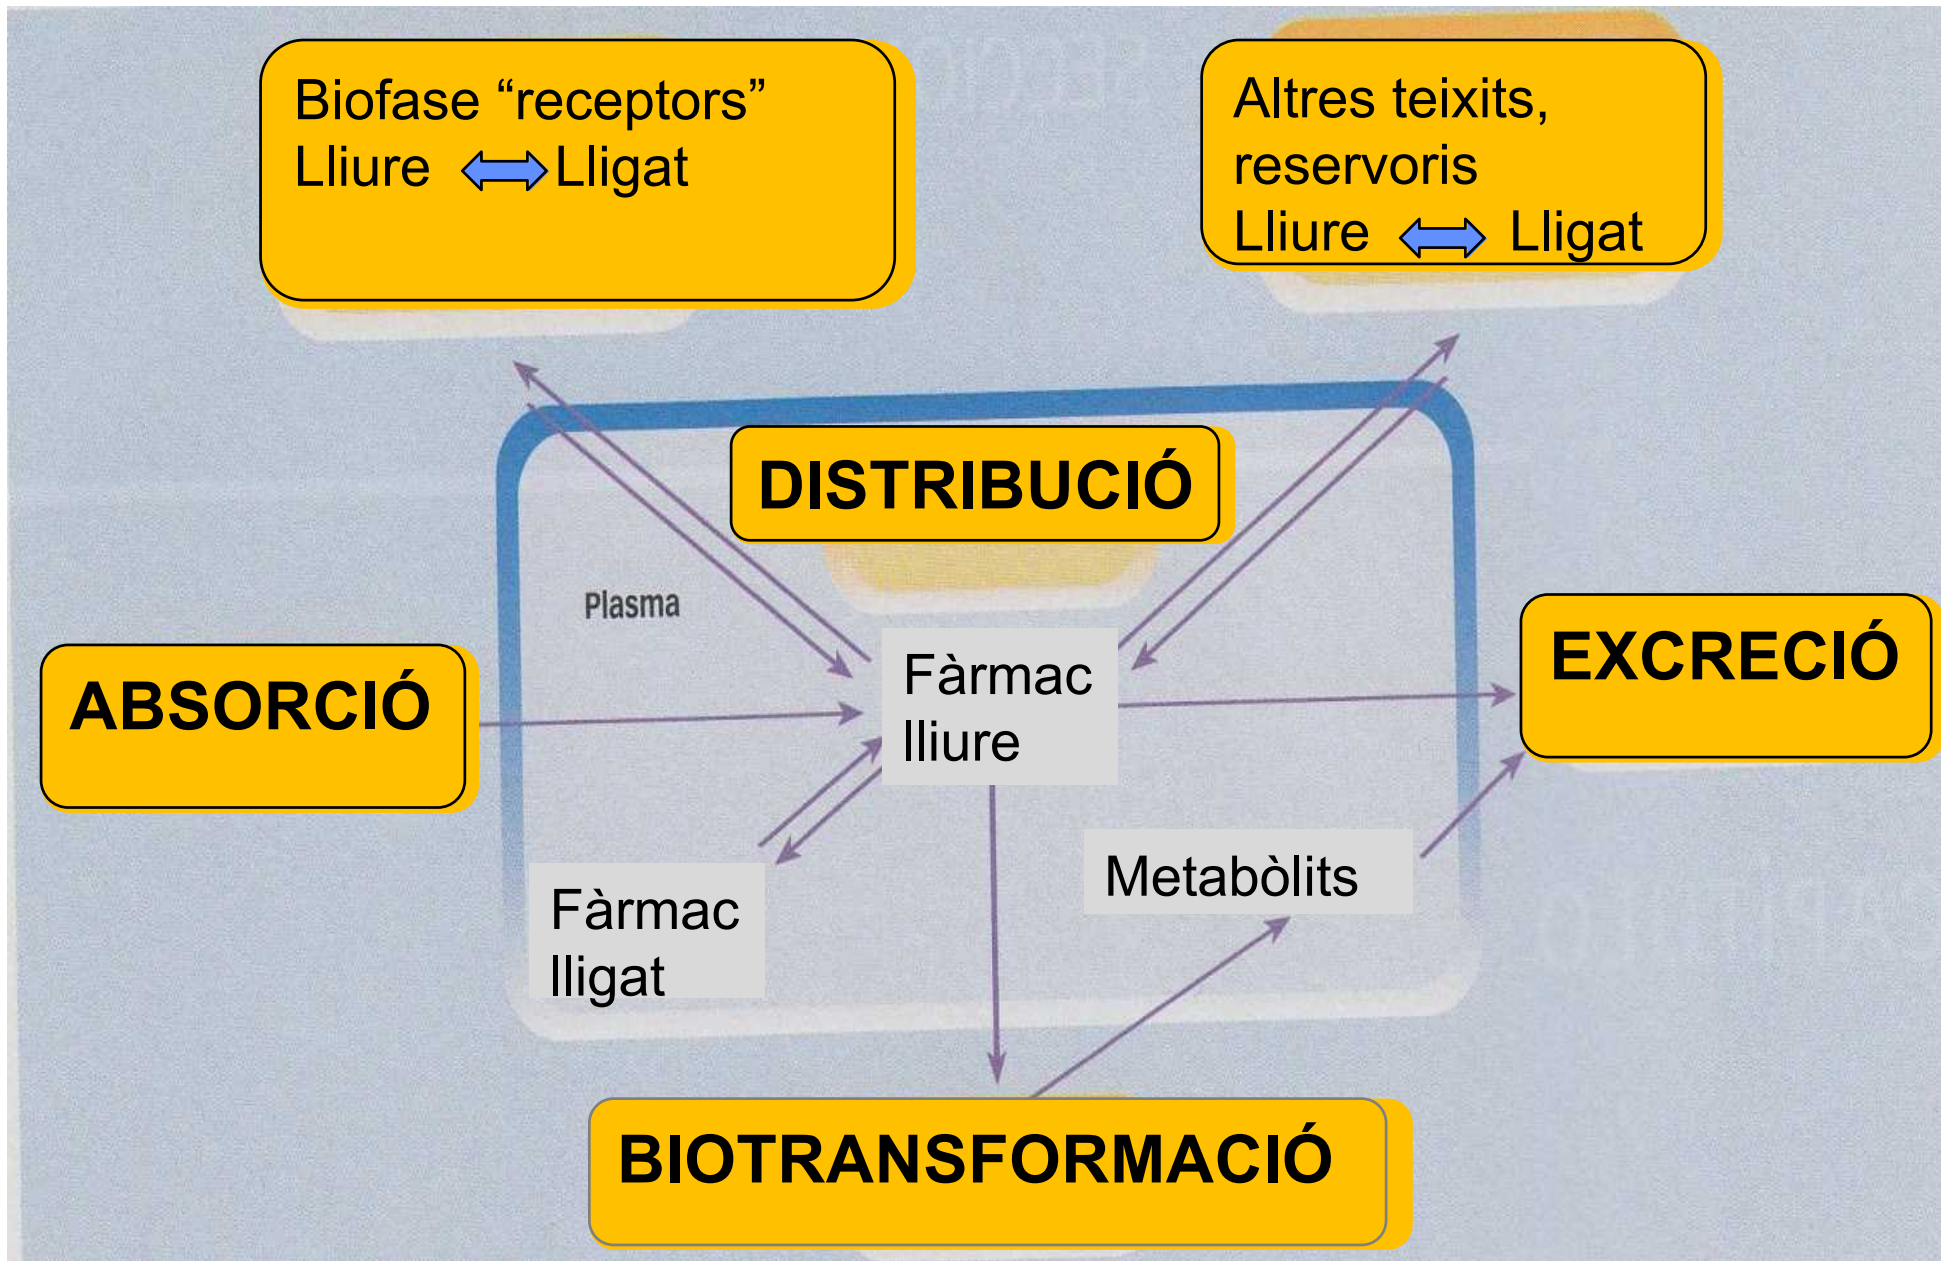 Biofase “receptors”
Lliure Lligat
Altres teixits,
reservoris
Lliure Lligat
DISTRIBUCIÓ
Plasma
ABSORCIÓ
Fàrmac
lliure
EXCRECIÓ
Fàrmac
lligat
Metabòlits
BIOTRANSFORMACIÓ